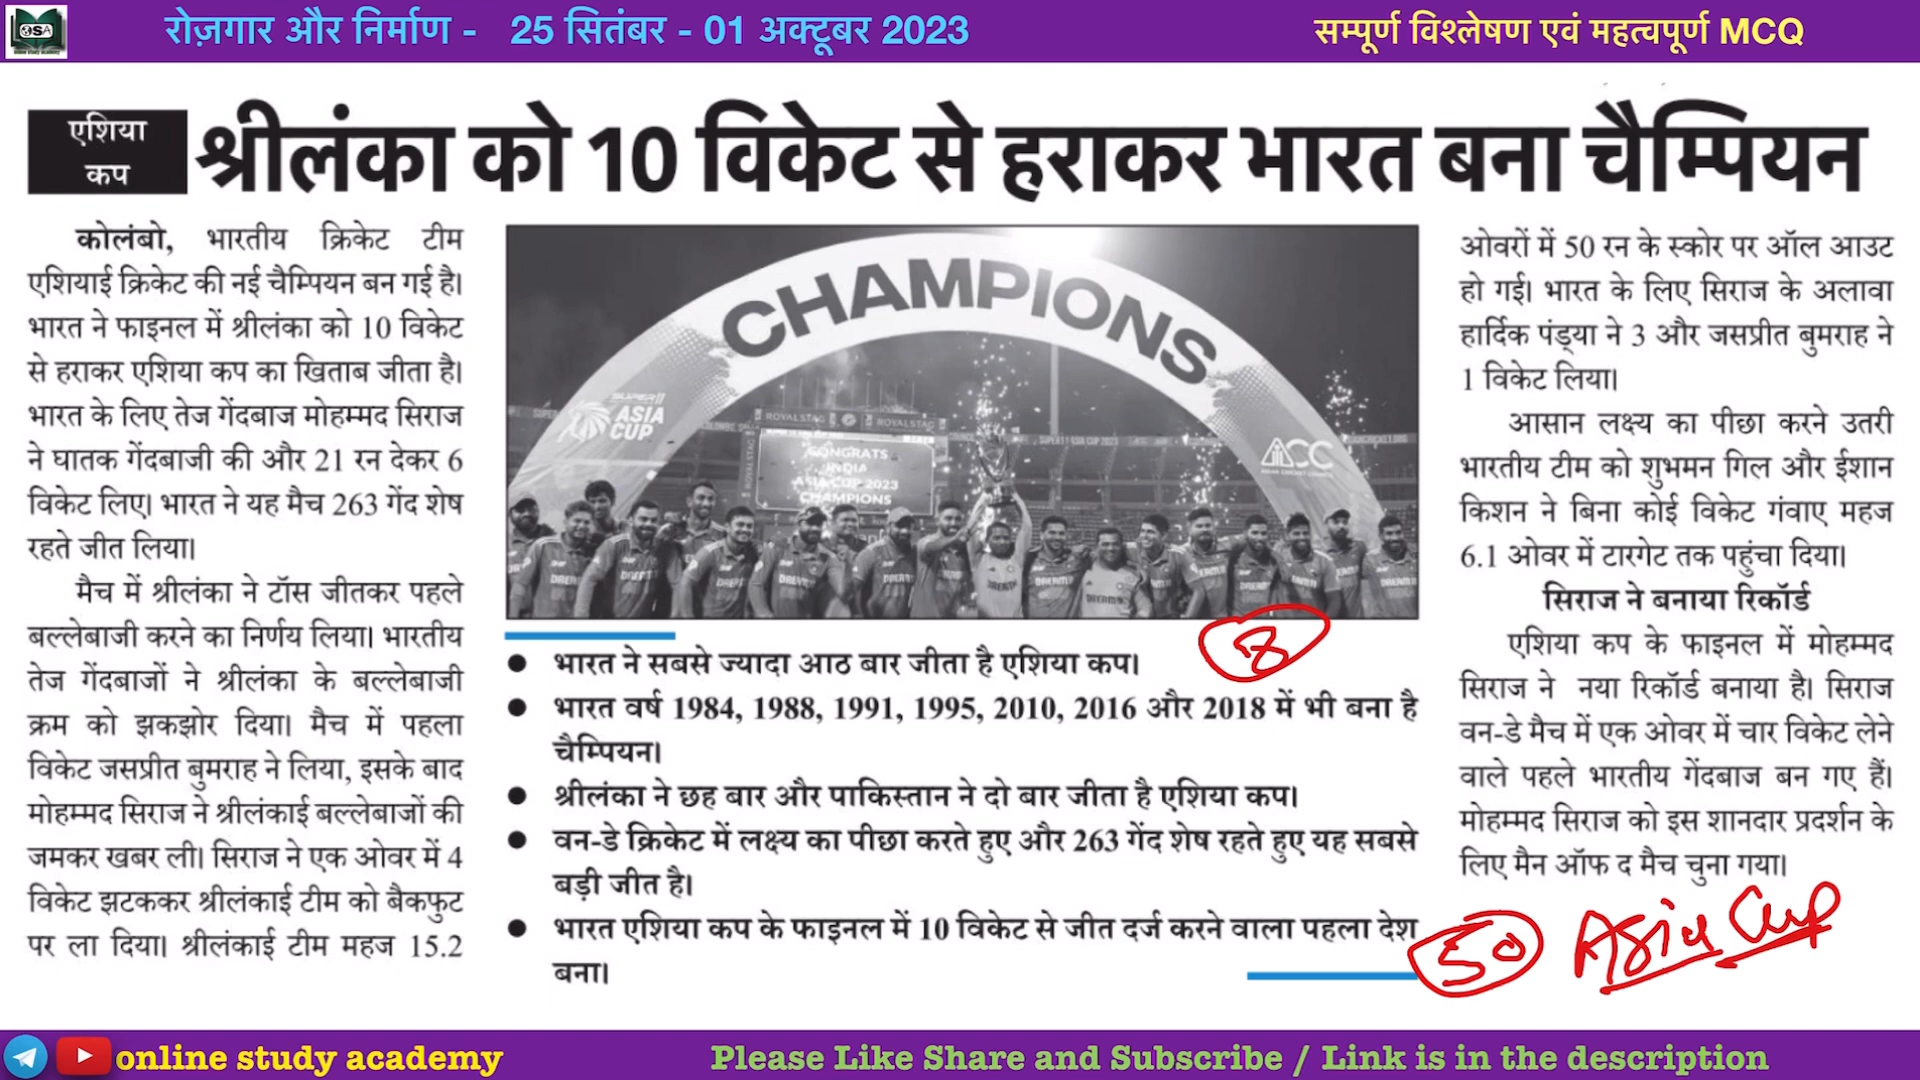 OSA
रोज़गार और निर्माण - 25 सितंबर - 01 अक्टूबर 2023
सम्पूर्ण विश्लेषण एवं महत्वपूर्ण MCQ
एशिया
कप
श्रीलंका को 10 विकेट से हराकर भारत बना चैम्पियन
कोलंबो, भारतीय क्रिकेट टीम
एशियाई क्रिकेट की नई चैम्पियन बन गई है।
भारत ने फाइनल में श्रीलंका को 10 विकेट
से हराकर एशिया कप का खिताब जीता है।
भारत के लिए तेज गेंदबाज मोहम्मद सिराज
ने घातक गेंदबाजी की और 21 रन देकर 6
विकेट लिए। भारत ने यह मैच 263 गेंद शेष
रहते जीत लिया।
मैच में श्रीलंका ने टॉस जीतकर पहले
बल्लेबाजी करने का निर्णय लिया। भारतीय
तेज गेंदबाजों ने श्रीलंका के बल्लेबाजी
क्रम को झकझोर दिया। मैच में पहला
विकेट जसप्रीत बुमराह ने लिया, इसके बाद
मोहम्मद सिराज ने श्रीलंकाई बल्लेबाजों की
जमकर खबर ली। सिराज ने एक ओवर में 4
विकेट झटककर श्रीलंकाई टीम को बैकफुट
पर ला दिया। श्रीलंकाई टीम महज 15.2
CHAMPIONS
SUPER11
ASIA
CUP
ROYALSTAG
ROYALSTAG
SUPER11 ASIA CUP 2023
CONGRATS
INDIA
ASIA CUP 2023
CHAMPIONS
ACC
DREAM11
8
भारत ने सबसे ज्यादा आठ बार जीता है एशिया कप।
भारत वर्ष 1984, 1988, 1991, 1995, 2010, 2016 और 2018 में भी बना है
चैम्पियन।
श्रीलंका ने छह बार और पाकिस्तान ने दो बार जीता है एशिया कप।
वन-डे क्रिकेट में लक्ष्य का पीछा करते हुए और 263 गेंद शेष रहते हुए यह सबसे
बड़ी जीत है।
भारत एशिया कप के फाइनल में 10 विकेट से जीत दर्ज करने वाला पहला देश
बना।
ओवरों में 50 रन के स्कोर पर ऑल आउट
हो गई। भारत के लिए सिराज के अलावा
हार्दिक पंड्या ने 3 और जसप्रीत बुमराह ने
1 विकेट लिया।
आसान लक्ष्य का पीछा करने उतरी
भारतीय टीम को शुभमन गिल और ईशान
किशन ने बिना कोई विकेट गंवाए महज
6.1 ओवर में टारगेट तक पहुंचा दिया।
सिराज ने बनाया रिकॉर्ड
एशिया कप के फाइनल में मोहम्मद
सिराज ने नया रिकॉर्ड बनाया है। सिराज
वन-डे मैच में एक ओवर में चार विकेट लेने
वाले पहले भारतीय गेंदबाज बन गए हैं।
मोहम्मद सिराज को इस शानदार प्रदर्शन के
लिए मैन ऑफ द मैच चुना गया।
50 Asia Cup
online study academy
Please Like Share and Subscribe / Link is in the description